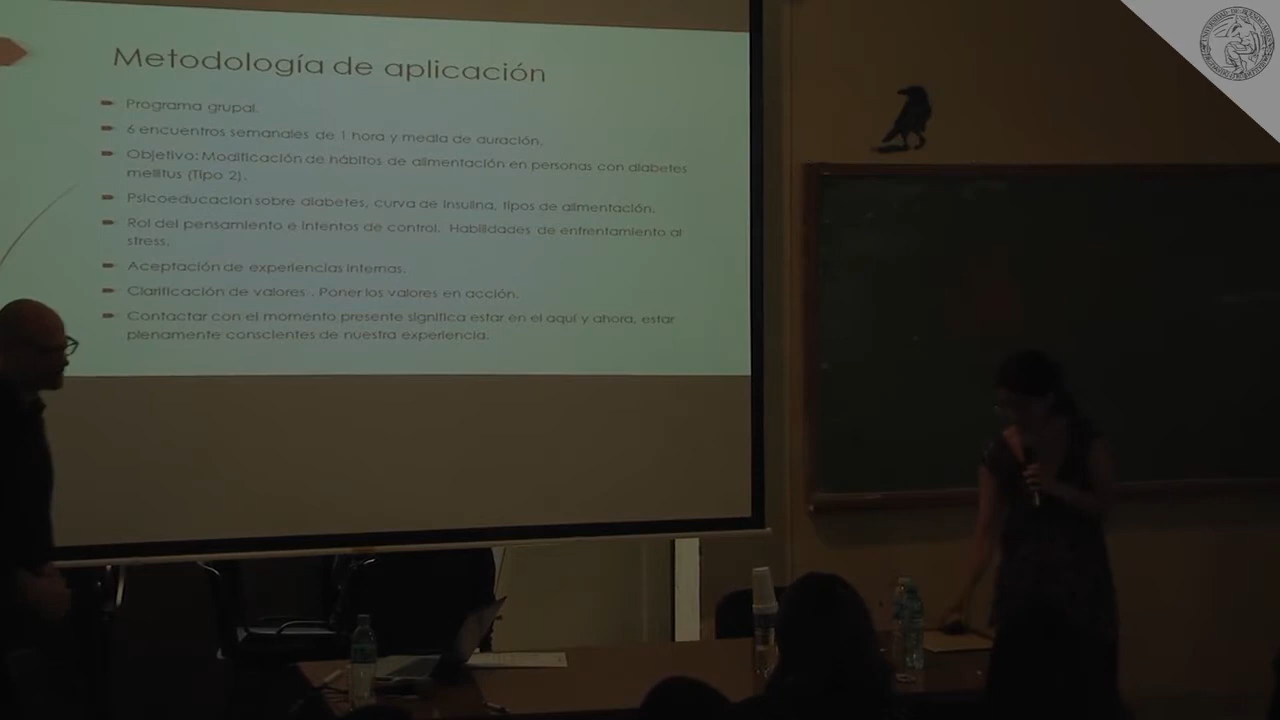 Metodología de aplicación
Programa grupal.
6 encuentros semanales de 1 hora y media de duración.
Objetivo: Modificación de hábitos de alimentación en personas con diabetes
mellitus (Tipo 2).
Psicoeducacion sobre diabetes, curva de insulina, tipos de alimentación.
Rol del pensamiento e intentos de control. Habilidades de enfrentamiento al
stress.
Aceptación de experiencias internas.
Clarificación de valores . Poner los valores en acción.
Contactar con el momento presente significa estar en el aquí y ahora, estar
plenamente conscientes de nuestra experiencia.